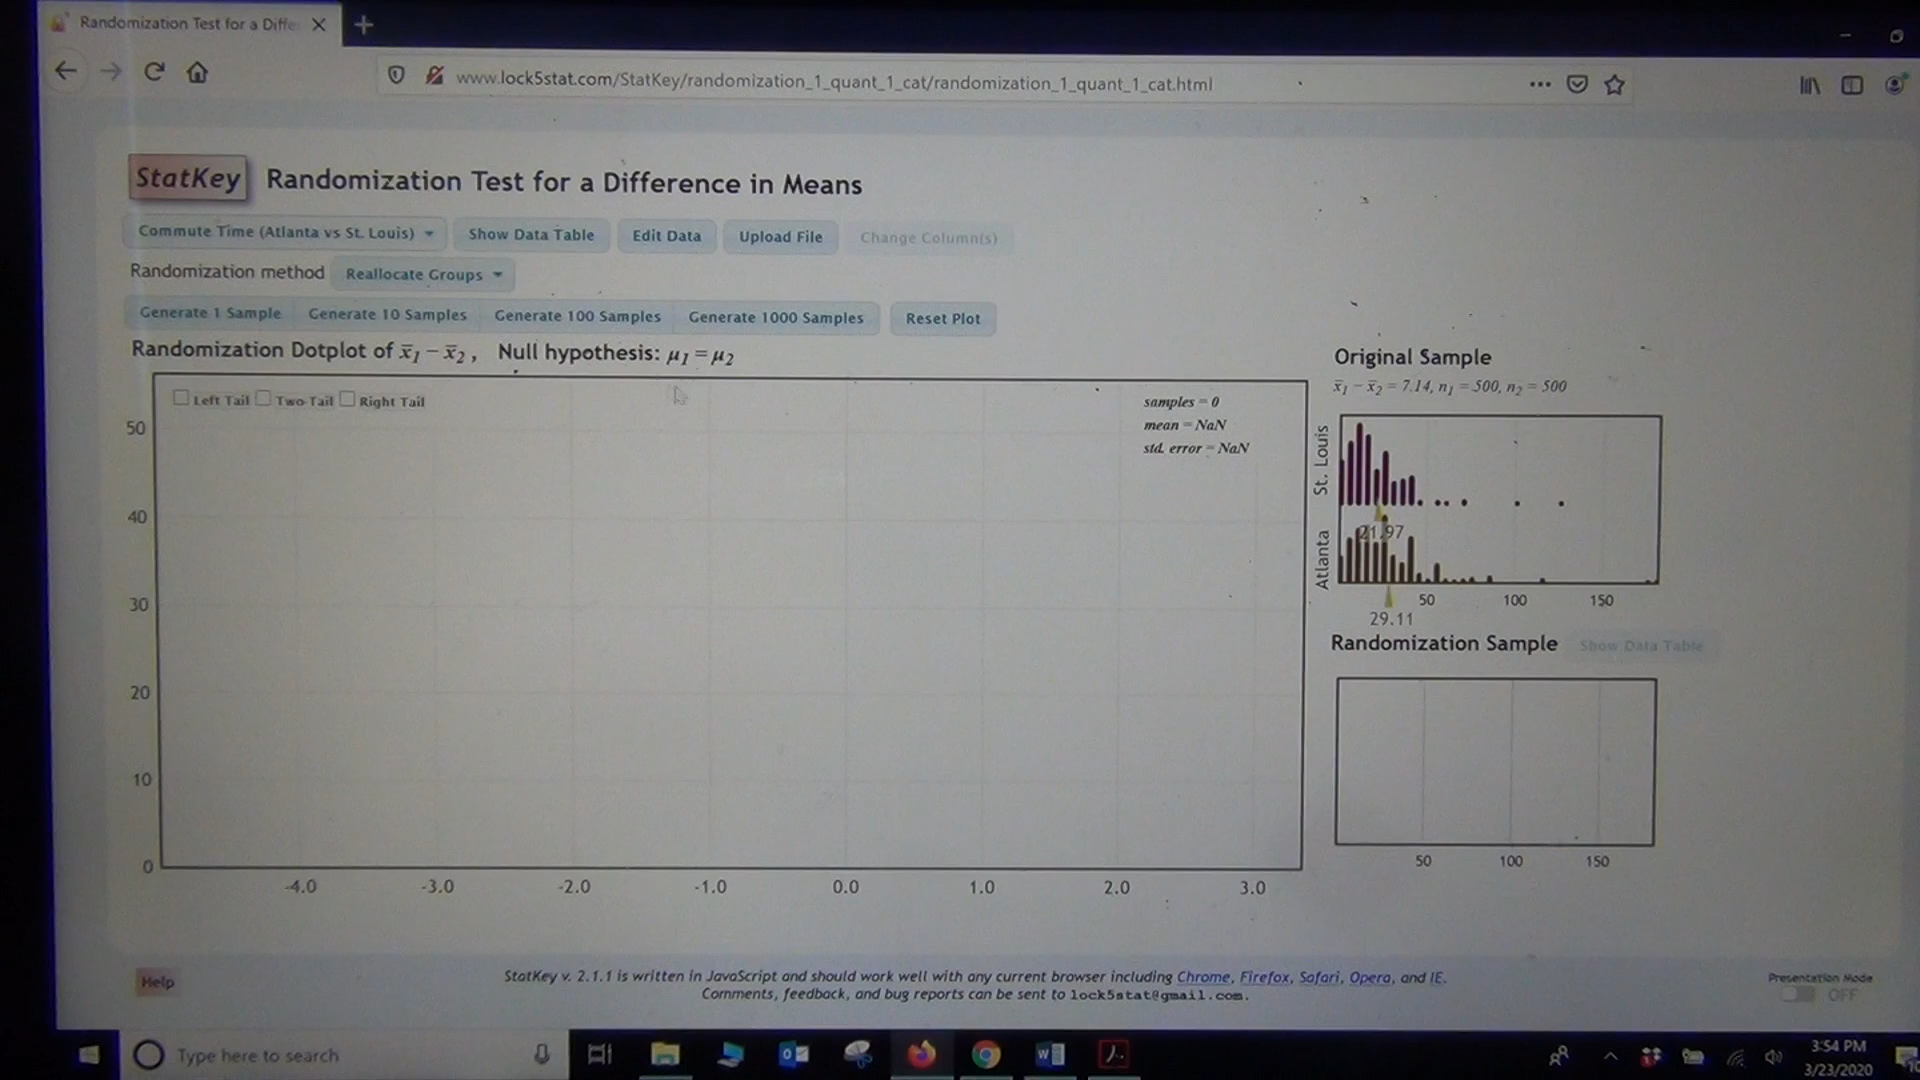 Randomization Test for a Diffe
www.lock5stat.com/StatKey/randomization_1_quant_1_cat/randomization_1_quant_1_cat.html
StatKey Randomization Test for a Difference in Means
Commute Time (Atlanta vs St. Louis) Show Data Table Edit Data Upload File Change Column(s)
Randomization method Reallocate Groups
Generate 1 Sample Generate 10 Samples Generate 100 Samples Generate 1000 Samples Reset Plot
Randomization Dotplot of x̅1 − x̅2 , Null hypothesis: μ1 = μ2
Left Tail Two-Tail Right Tail
samples = 0
mean = NaN
std. error = NaN
50
40
30
20
10
0
-4.0 -3.0 -2.0 -1.0 0.0 1.0 2.0 3.0
Original Sample
x̅1 − x̅2 = 7.14, n1 = 500, n2 = 500
St. Louis
21.97
Atlanta
50 100 150
29.11
Randomization Sample Show Data Table
50 100 150
Help
StatKey v. 2.1.1 is written in JavaScript and should work well with any current browser including Chrome, Firefox, Safari, Opera, and IE.
Comments, feedback, and bug reports can be sent to lock5stat@gmail.com.
Presentation Mode
OFF
Type here to search
3:54 PM
3/23/2020